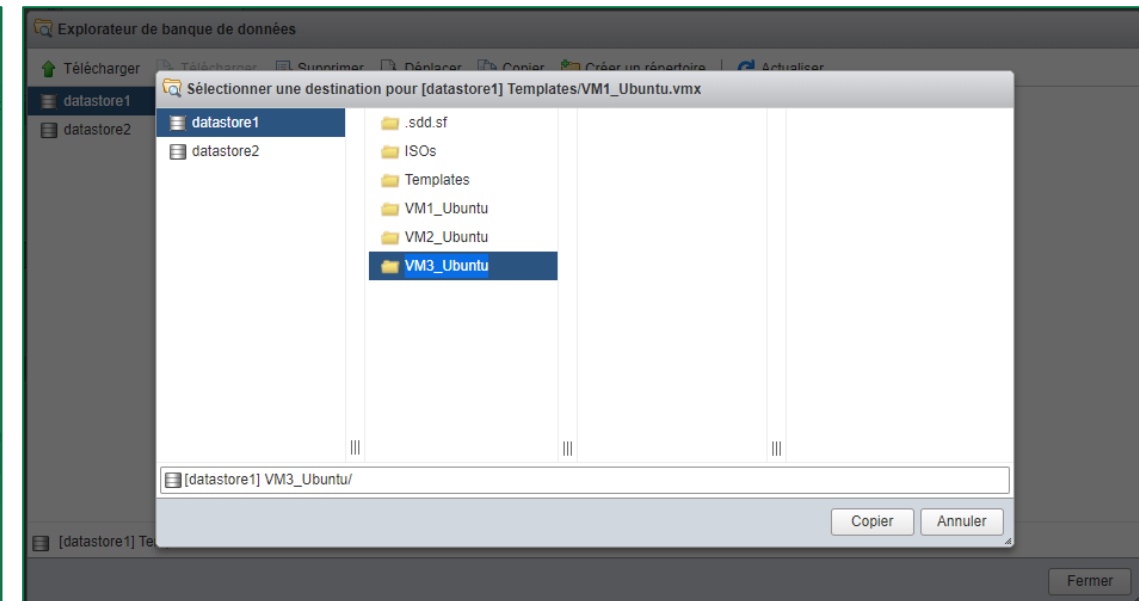 Explorateur de banque de données
Télécharger Télécharger Supprimer Déplacer Copier Créer un répertoire Actualiser
datastore1
datastore2
Sélectionner une destination pour [datastore1] Templates/VM1_Ubuntu.vmx
datastore1
datastore2
.sdd.sf
ISOs
Templates
VM1_Ubuntu
VM2_Ubuntu
VM3_Ubuntu
[datastore1] VM3_Ubuntu/
Copier Annuler
[datastore1] Te
Fermer